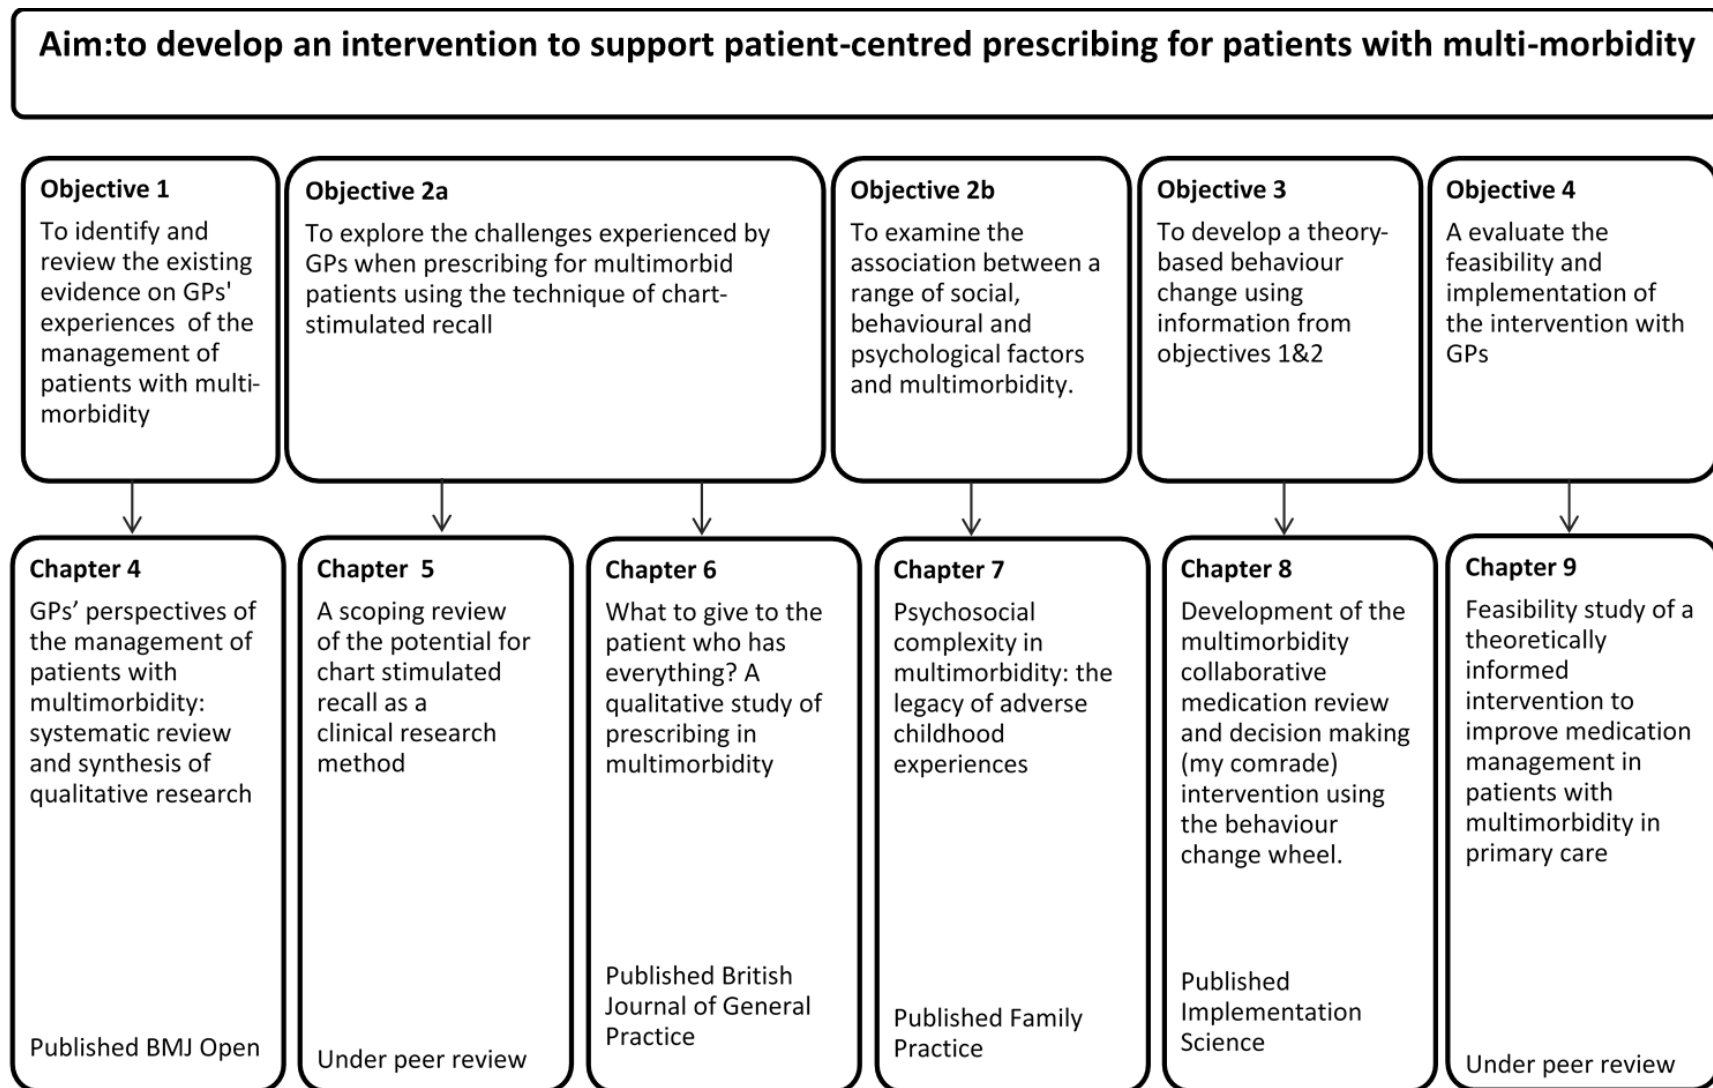 Aim:to develop an intervention to support patient-centred prescribing for patients with multi-morbidity
Objective 1
To identify and
review the existing
evidence on GPs'
experiences of the
management of
patients with multi-
morbidity
Objective 2a
To explore the challenges experienced by
GPs when prescribing for multimorbid
patients using the technique of chart-
stimulated recall
Objective 2b
To examine the
association between a
range of social,
behavioural and
psychological factors
and multimorbidity.
Objective 3
To develop a theory-
based behaviour
change using
information from
objectives 1&2
Objective 4
A evaluate the
feasibility and
implementation of
the intervention with
GPs
Chapter 4
GPs’ perspectives of
the management of
patients with
multimorbidity:
systematic review
and synthesis of
qualitative research
Published BMJ Open
Chapter 5
A scoping review
of the potential for
chart stimulated
recall as a
clinical research
method
Under peer review
Chapter 6
What to give to the
patient who has
everything? A
qualitative study of
prescribing in
multimorbidity
Published British
Journal of General
Practice
Chapter 7
Psychosocial
complexity in
multimorbidity: the
legacy of adverse
childhood
experiences
Published Family
Practice
Chapter 8
Development of the
multimorbidity
collaborative
medication review
and decision making
(my comrade)
intervention using
the behaviour
change wheel.
Published
Implementation
Science
Chapter 9
Feasibility study of a
theoretically
informed
intervention to
improve medication
management in
patients with
multimorbidity in
primary care
Under peer review